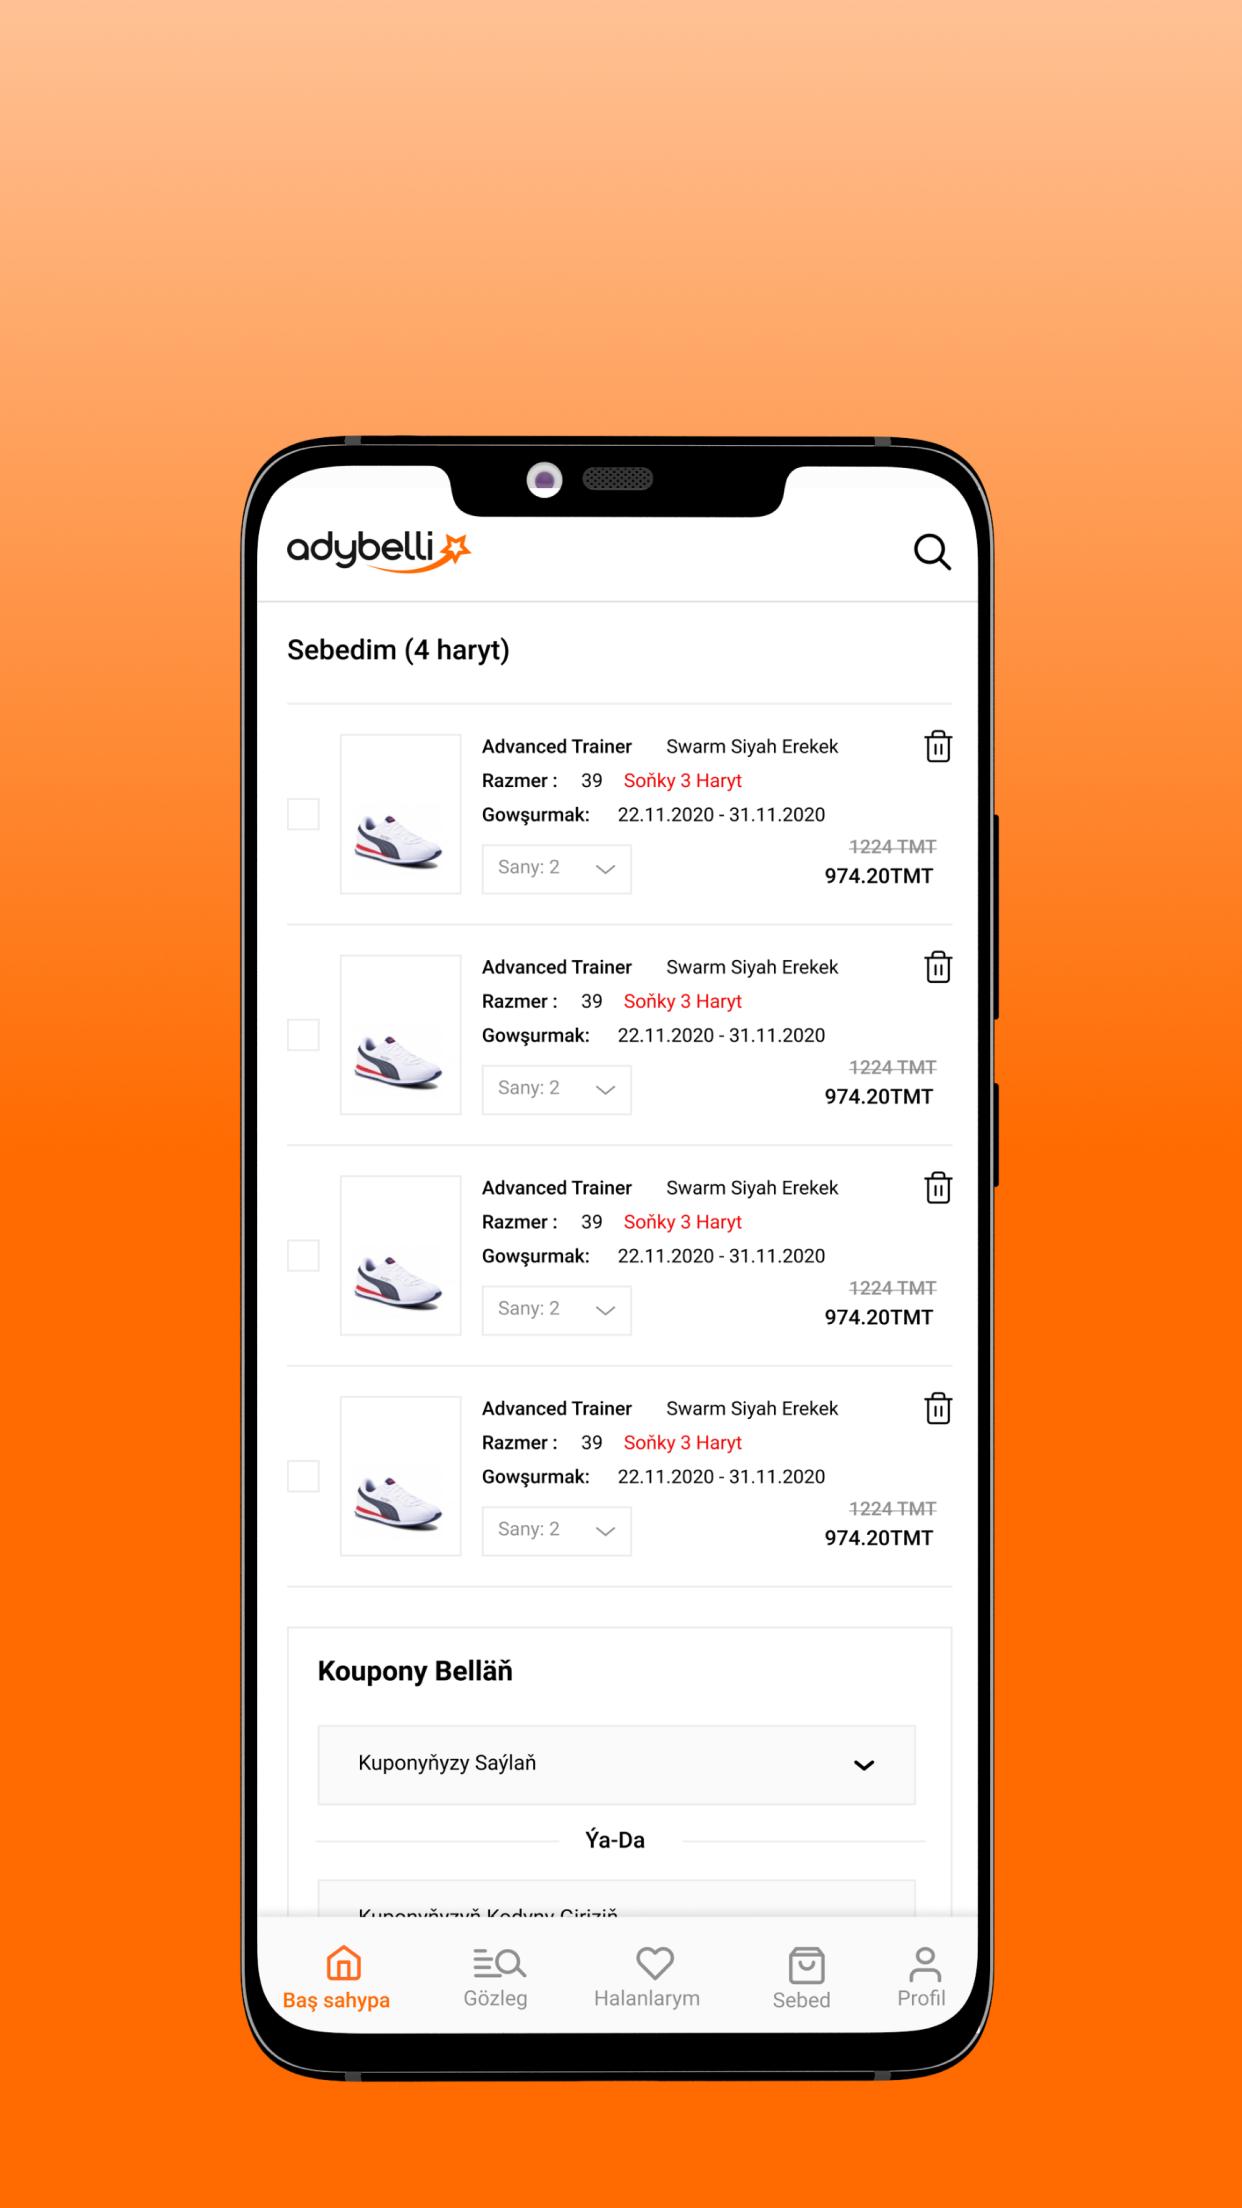 adybelli
Sebedim (4 haryt)
Advanced Trainer Swarm Siyah Erekek
Razmer : 39 Soňky 3 Haryt
Gowşurmak: 22.11.2020 - 31.11.2020
1224 TMT
Sany: 2
974.20TMT
Advanced Trainer Swarm Siyah Erekek
Razmer : 39 Soňky 3 Haryt
Gowşurmak: 22.11.2020 - 31.11.2020
1224 TMT
Sany: 2
974.20TMT
Advanced Trainer Swarm Siyah Erekek
Razmer : 39 Soňky 3 Haryt
Gowşurmak: 22.11.2020 - 31.11.2020
1224 TMT
Sany: 2
974.20TMT
Advanced Trainer Swarm Siyah Erekek
Razmer : 39 Soňky 3 Haryt
Gowşurmak: 22.11.2020 - 31.11.2020
1224 TMT
Sany: 2
974.20TMT
Koupony Belläň
Kuponyňyzy Saýlaň
Ýa-Da
Kuponyňyzyň Kodyny Giriziň
Baş sahypa Gözleg Halanlarym Sebed Profil